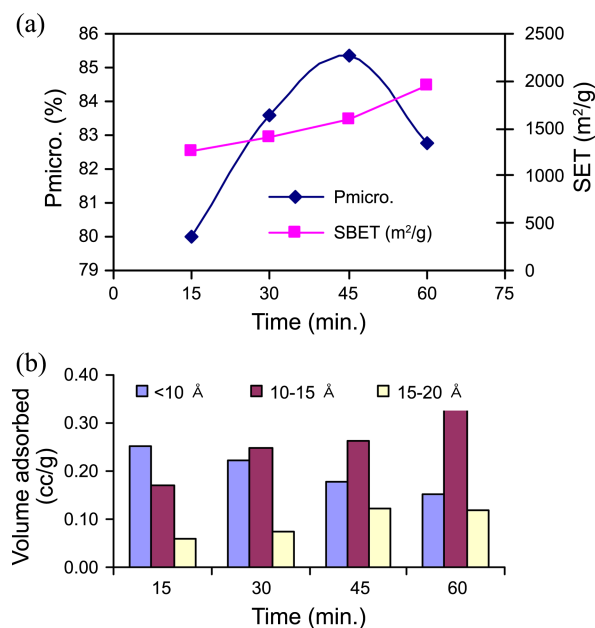 (a)
86
85
84
83
82
81
80
79
Pmicro. (%)
2500
2000
1500
1000
500
0
SET (m²/g)
Pmicro.
SBET (m²/g)
0 15 30 45 60 75
Time (min.)
(b)
0.40
0.30
0.20
0.10
0.00
Volume adsorbed
(cc/g)
<10 Å 10-15 Å 15-20 Å
15 30 45 60
Time (min.)